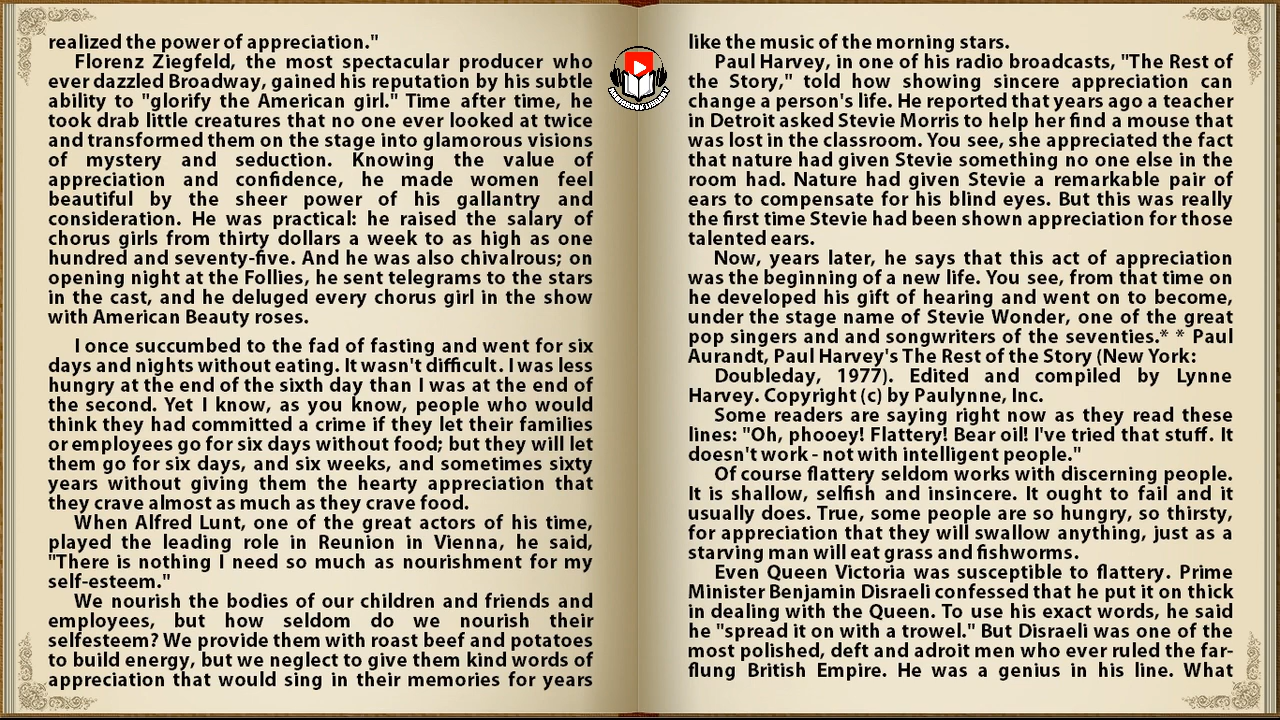 realized the power of appreciation."
Florenz Ziegfeld, the most spectacular producer who
ever dazzled Broadway, gained his reputation by his subtle
ability to "glorify the American girl." Time after time, he
took drab little creatures that no one ever looked at twice
and transformed them on the stage into glamorous visions
of mystery and seduction. Knowing the value of
appreciation and confidence, he made women feel
beautiful by the sheer power of his gallantry and
consideration. He was practical: he raised the salary of
chorus girls from thirty dollars a week to as high as one
hundred and seventy-five. And he was also chivalrous; on
opening night at the Follies, he sent telegrams to the stars
in the cast, and he deluged every chorus girl in the show
with American Beauty roses.
I once succumbed to the fad of fasting and went for six
days and nights without eating. It wasn't difficult. I was less
hungry at the end of the sixth day than I was at the end of
the second. Yet I know, as you know, people who would
think they had committed a crime if they let their families
or employees go for six days without food; but they will let
them go for six days, and six weeks, and sometimes sixty
years without giving them the hearty appreciation that
they crave almost as much as they crave food.
When Alfred Lunt, one of the great actors of his time,
played the leading role in Reunion in Vienna, he said,
"There is nothing I need so much as nourishment for my
self-esteem."
We nourish the bodies of our children and friends and
employees, but how seldom do we nourish their
selfesteem? We provide them with roast beef and potatoes
to build energy, but we neglect to give them kind words of
appreciation that would sing in their memories for years
like the music of the morning stars.
Paul Harvey, in one of his radio broadcasts, "The Rest of
the Story," told how showing sincere appreciation can
change a person's life. He reported that years ago a teacher
in Detroit asked Stevie Morris to help her find a mouse that
was lost in the classroom. You see, she appreciated the fact
that nature had given Stevie something no one else in the
room had. Nature had given Stevie a remarkable pair of
ears to compensate for his blind eyes. But this was really
the first time Stevie had been shown appreciation for those
talented ears.
Now, years later, he says that this act of appreciation
was the beginning of a new life. You see, from that time on
he developed his gift of hearing and went on to become,
under the stage name of Stevie Wonder, one of the great
pop singers and and songwriters of the seventies.* * Paul
Aurandt, Paul Harvey's The Rest of the Story (New York:
Doubleday, 1977). Edited and compiled by Lynne
Harvey. Copyright (c) by Paulynne, Inc.
Some readers are saying right now as they read these
lines: "Oh, phooey! Flattery! Bear oil! I've tried that stuff. It
doesn't work - not with intelligent people."
Of course flattery seldom works with discerning people.
It is shallow, selfish and insincere. It ought to fail and it
usually does. True, some people are so hungry, so thirsty,
for appreciation that they will swallow anything, just as a
starving man will eat grass and fishworms.
Even Queen Victoria was susceptible to flattery. Prime
Minister Benjamin Disraeli confessed that he put it on thick
in dealing with the Queen. To use his exact words, he said
he "spread it on with a trowel." But Disraeli was one of the
most polished, deft and adroit men who ever ruled the far-
flung British Empire. He was a genius in his line. What